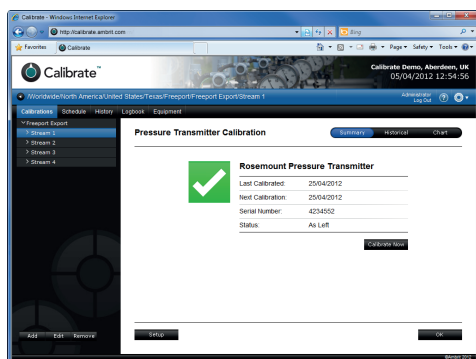 Calibrate - Windows Internet Explorer
http://calibrate.ambit.com
Bing
Favorites Calibrate
Page Safety Tools
Calibrate™
Calibrate Demo, Aberdeen, UK
05/04/2012 12:54:56
/Worldwide/North America/United States/Texas/Freeport/Freeport Export/Stream 1
Administrator
Log Out
Calibrations Schedule History Logbook Equipment
Freeport Export
> Stream 1
> Stream 2
> Stream 3
> Stream 4
Pressure Transmitter Calibration
Summary Historical Chart
Rosemount Pressure Transmitter
Last Calibrated: 25/04/2012
Next Calibration: 25/04/2012
Serial Number: 4234552
Status: As Left
Calibrate Now
Add Edit Remove
Setup
OK